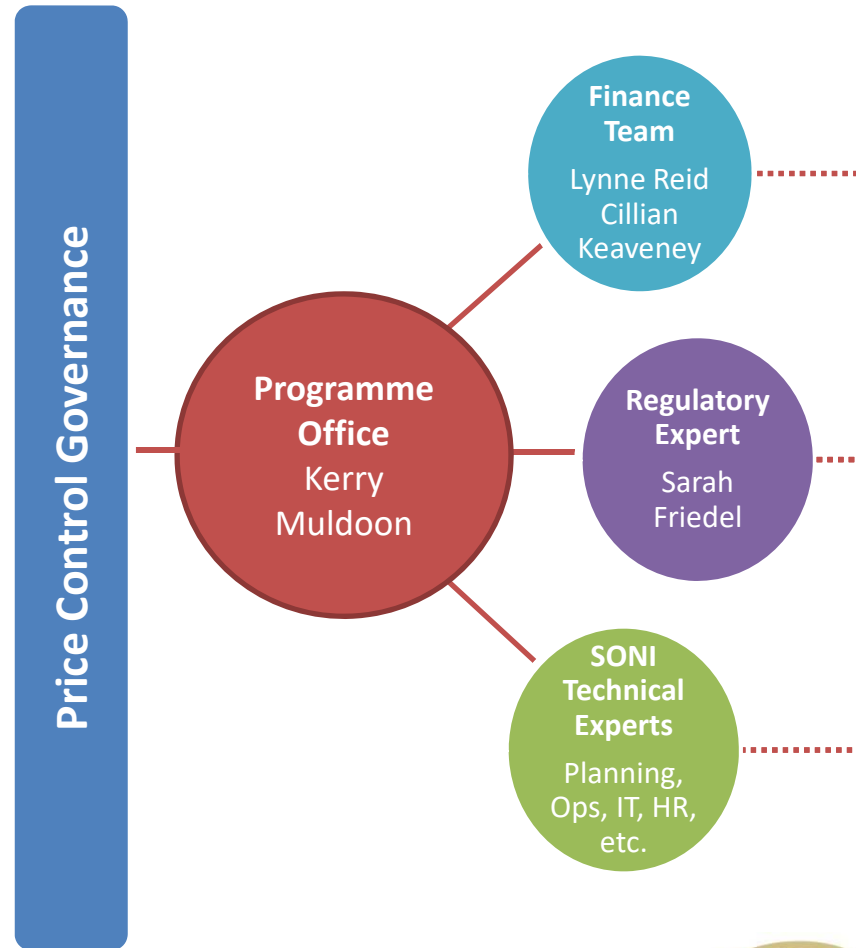 Price Control Governance
Programme
Office
Kerry
Muldoon
Finance
Team
Lynne Reid
Cillian
Keaveney
Regulatory
Expert
Sarah
Friedel
SONI
Technical
Experts
Planning,
Ops, IT, HR,
etc.